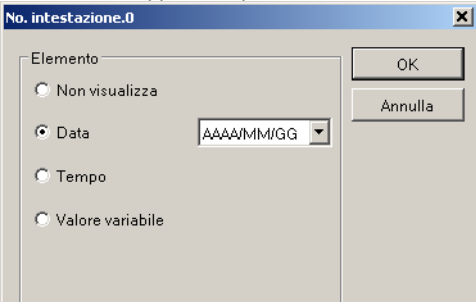 No. intestazione.0
Elemento
OK
Non visualizza
Annulla
Data
AAAA/MM/GG
Tempo
Valore variabile